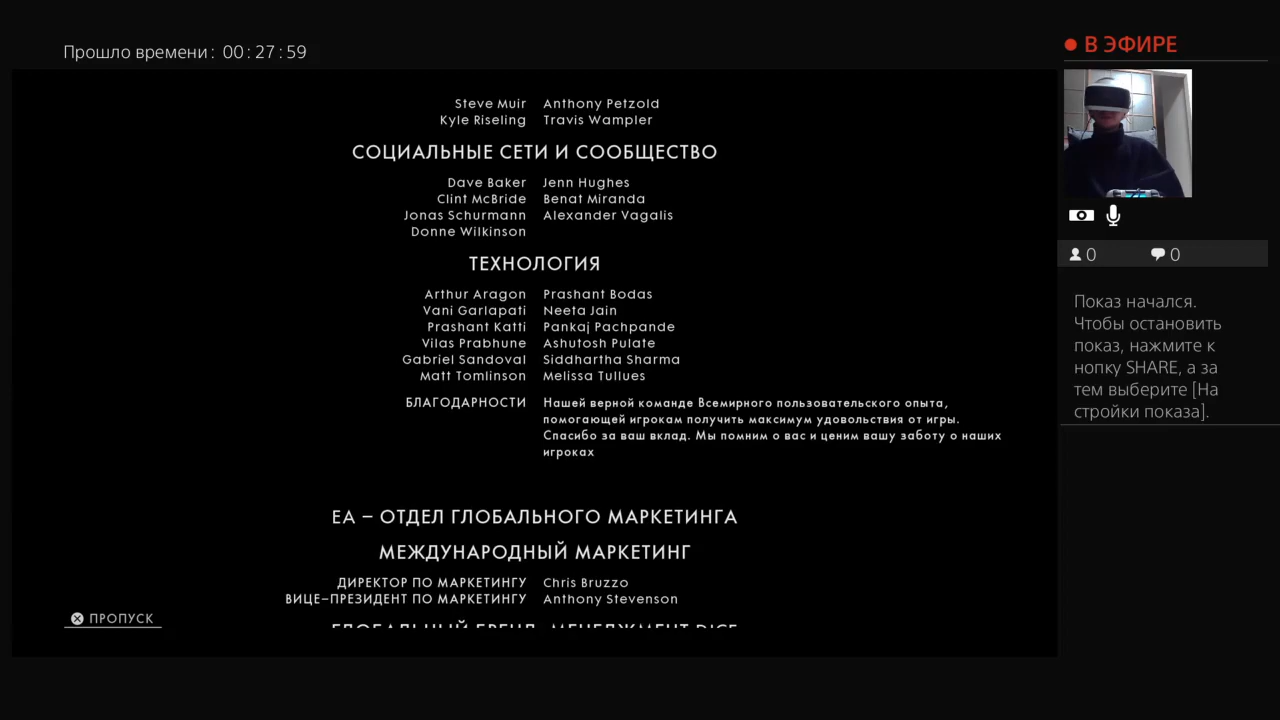 Прошло времени: 00:27:59
В ЭФИРЕ
Steve Muir Anthony Petzold
Kyle Riseling Travis Wampler
СОЦИАЛЬНЫЕ СЕТИ И СООБЩЕСТВО
Dave Baker Jenn Hughes
Clint McBride Benat Miranda
Jonas Schurmann Alexander Vagalis
Donne Wilkinson
ТЕХНОЛОГИЯ
Arthur Aragon Prashant Bodas
Vani Garlapati Neeta Jain
Prashant Katti Pankaj Pachpande
Vilas Prabhune Ashutosh Pulate
Gabriel Sandoval Siddhartha Sharma
Matt Tomlinson Melissa Tullues
БЛАГОДАРНОСТИ Нашей верной команде Всемирного пользовательского опыта,
помогающей игрокам получить максимум удовольствия от игры.
Спасибо за ваш вклад. Мы помним о вас и ценим вашу заботу о наших
игроках
EA – ОТДЕЛ ГЛОБАЛЬНОГО МАРКЕТИНГА
МЕЖДУНАРОДНЫЙ МАРКЕТИНГ
ДИРЕКТОР ПО МАРКЕТИНГУ Chris Bruzzo
ВИЦЕ-ПРЕЗИДЕНТ ПО МАРКЕТИНГУ Anthony Stevenson
ГЛОБАЛЬНЫЙ БРЕНД-МЕНЕДЖМЕНТ DICE
ПРОПУСК
0 0
Показ начался.
Чтобы остановить
показ, нажмите к
нопку SHARE, а за
тем выберите [На
стройки показа].